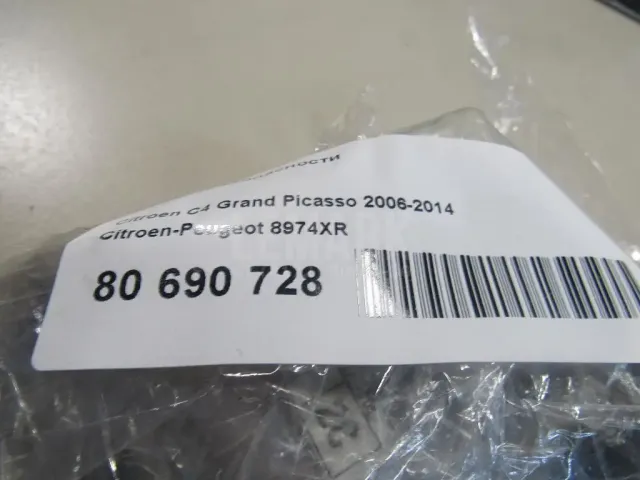 Citroen C4 Grand Picasso 2006-2014
Citroen-Peugeot 8974XR
80 690 728